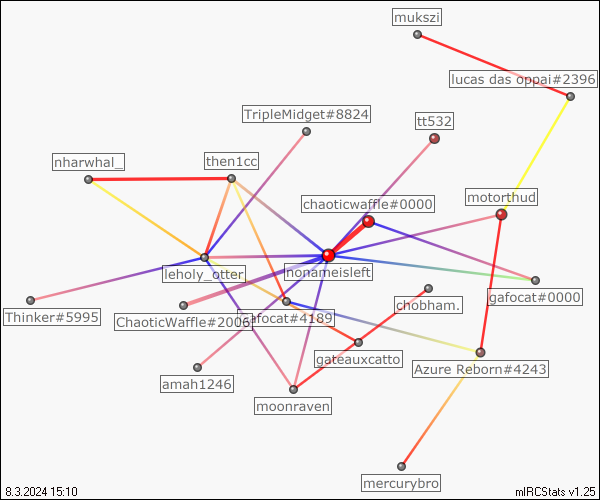 mukszi
lucas das oppai#2396
TripleMidget#8824
tt532
nharwhal_
then1cc
chaoticwaffle#0000
motorthud
leholy_otter
nonameisleft
gafocat#0000
Thinker#5995
ChaoticWaffle#2006
gafocat#4189
chobham.
gateauxcatto
Azure Reborn#4243
amah1246
moonraven
mercurybro
8.3.2024 15:10
mIRCStats v1.25